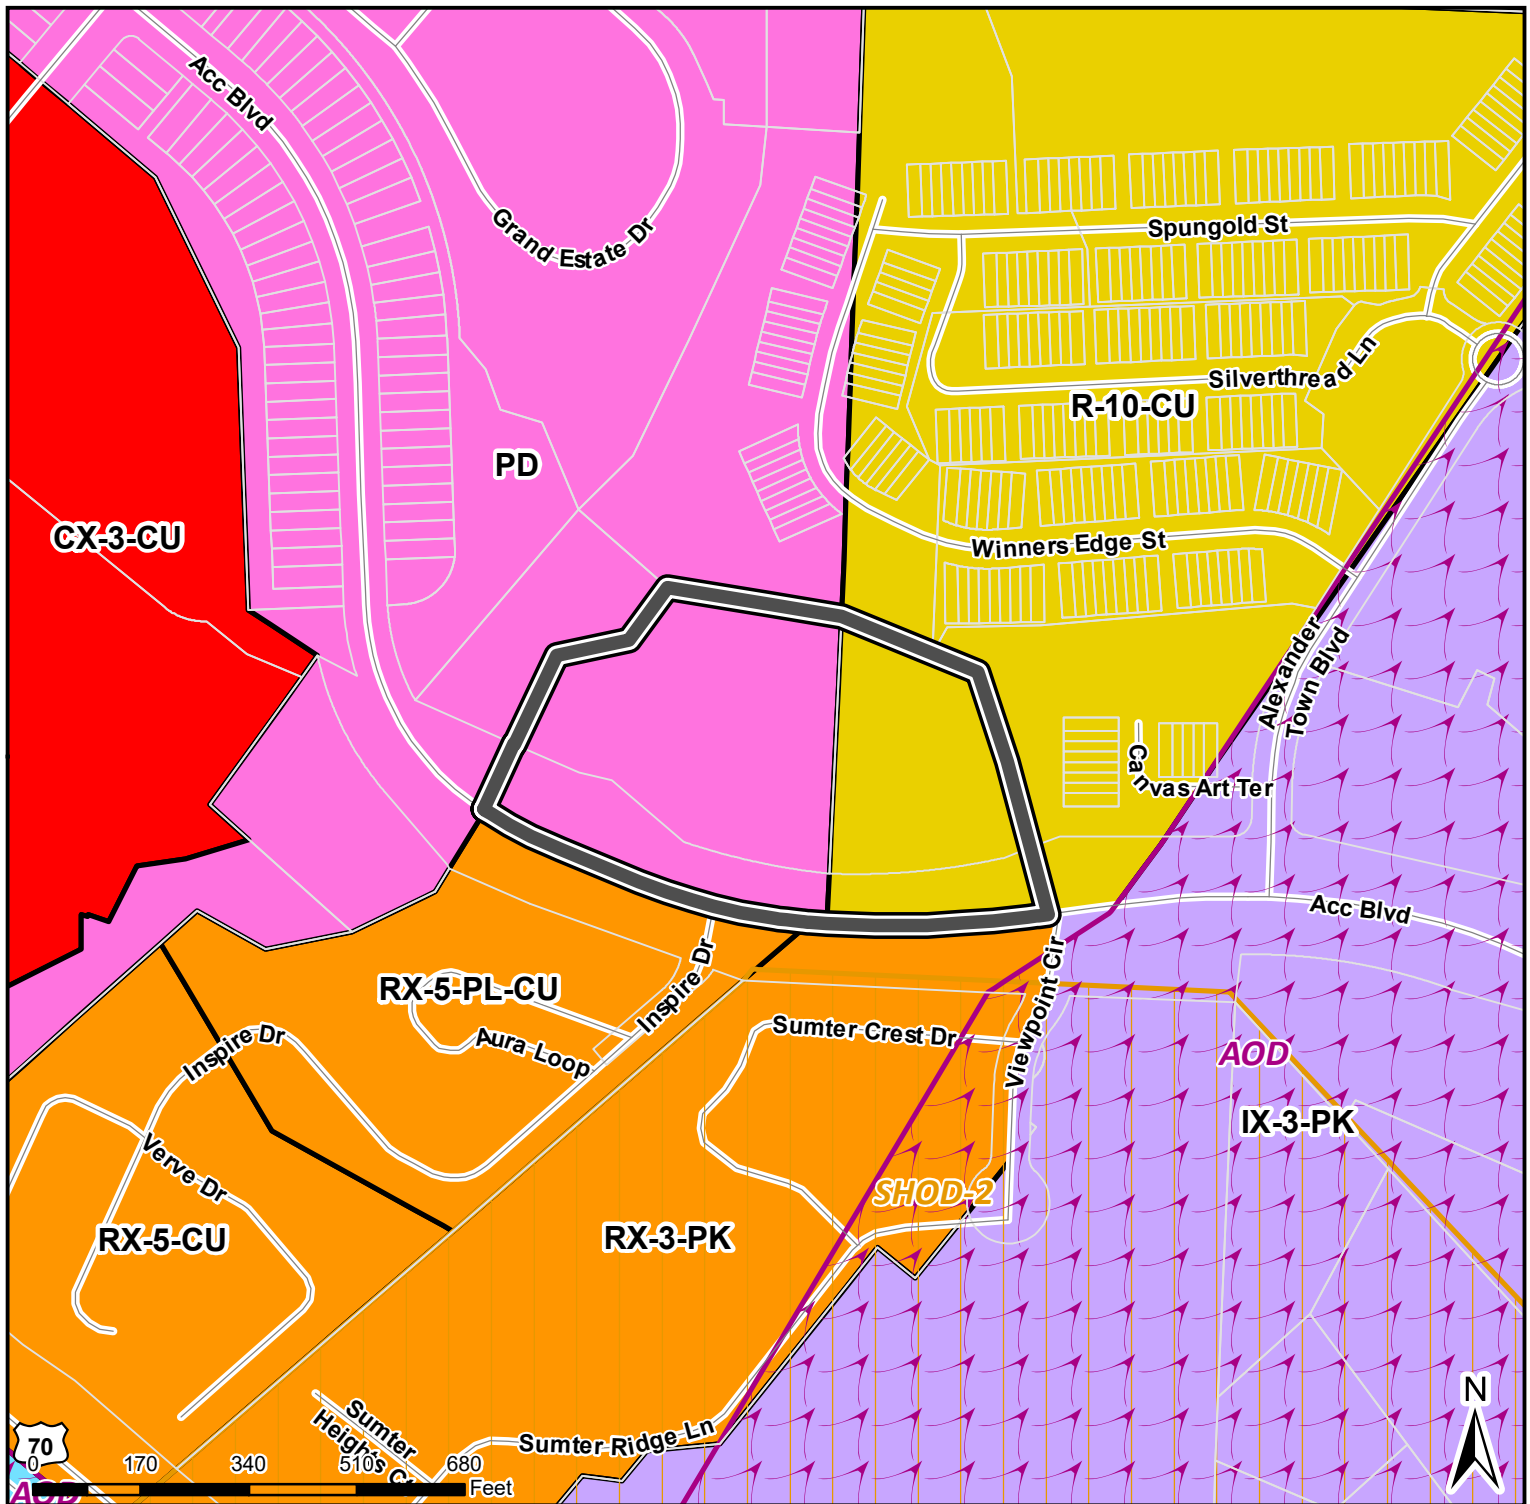 Acc Blvd
Grand Estate Dr
Spungold St
Silverthread Ln
R-10-CU
PD
CX-3-CU
Winners Edge St
Alexander
Town Blvd
Canvas Art Ter
Acc Blvd
RX-5-PL-CU
Inspire Dr
Viewpoint Cir
Sumter Crest Dr
Inspire Dr
Aura Loop
AOD
IX-3-PK
Verve Dr
SHOD-2
RX-5-CU
RX-3-PK
N
Sumter
Heights Ct
Sumter Ridge Ln
70
0 170 340 510 680
Feet
AOD